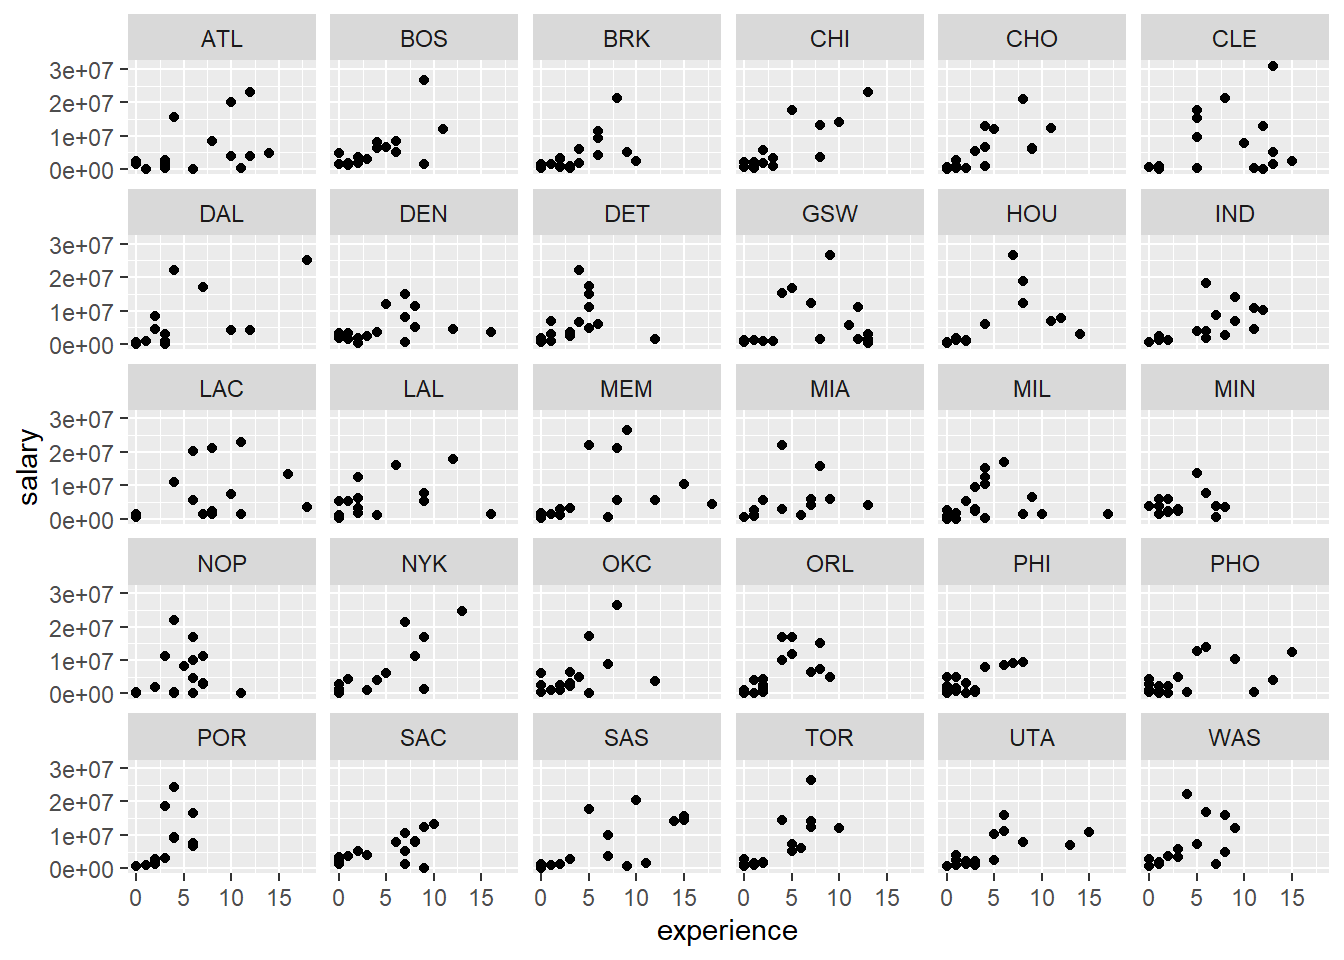 ATL BOS BRK CHI CHO CLE
3e+07
2e+07
1e+07
0e+00
DAL DEN DET GSW HOU IND
3e+07
2e+07
1e+07
0e+00
LAC LAL MEM MIA MIL MIN
3e+07
2e+07
1e+07
0e+00
salary
NOP NYK OKC ORL PHI PHO
3e+07
2e+07
1e+07
0e+00
POR SAC SAS TOR UTA WAS
3e+07
2e+07
1e+07
0e+00
0 5 10 15 0 5 10 15 0 5 10 15 0 5 10 15 0 5 10 15 0 5 10 15
experience